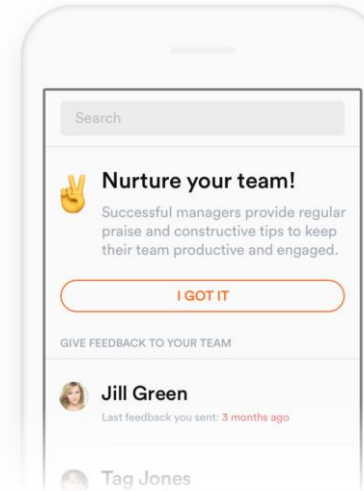 Search
Nurture your team!
Successful managers provide regular
praise and constructive tips to keep
their team productive and engaged.
I GOT IT
GIVE FEEDBACK TO YOUR TEAM
Jill Green
Last feedback you sent: 3 months ago
Tag Jones